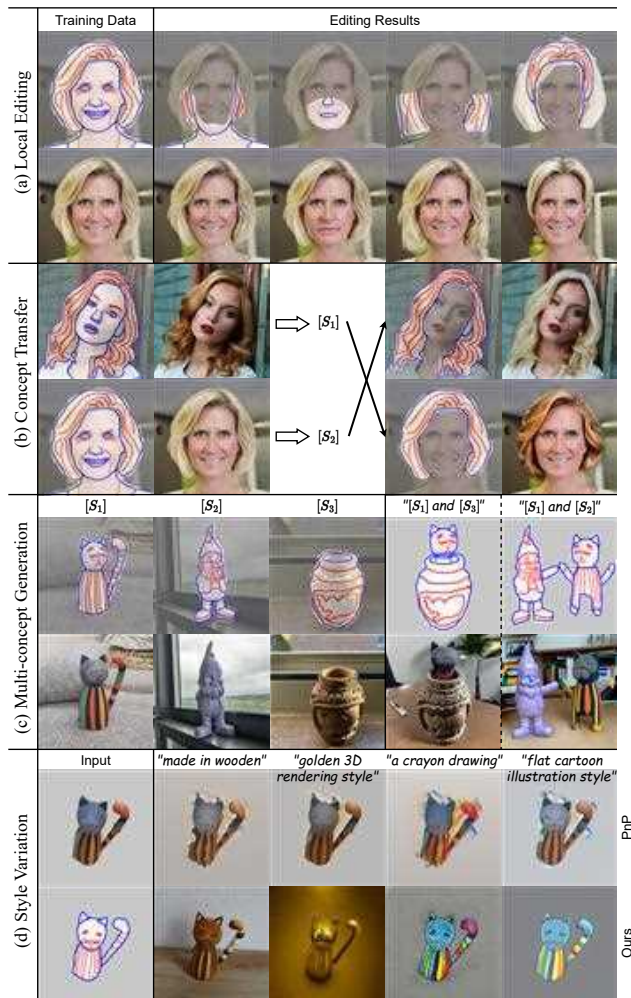 Training Data
Editing Results
(a) Local Editing
(b) Concept Transfer
[S₁]
[S₂]
(c) Multi-concept Generation
[S₁]
[S₂]
[S₃]
"[S₁] and [S₃]"
"[S₁] and [S₂]"
(d) Style Variation
Input
"made in wooden"
"golden 3D
rendering style"
"a crayon drawing"
"flat cartoon
illustration style"
PnP
Ours